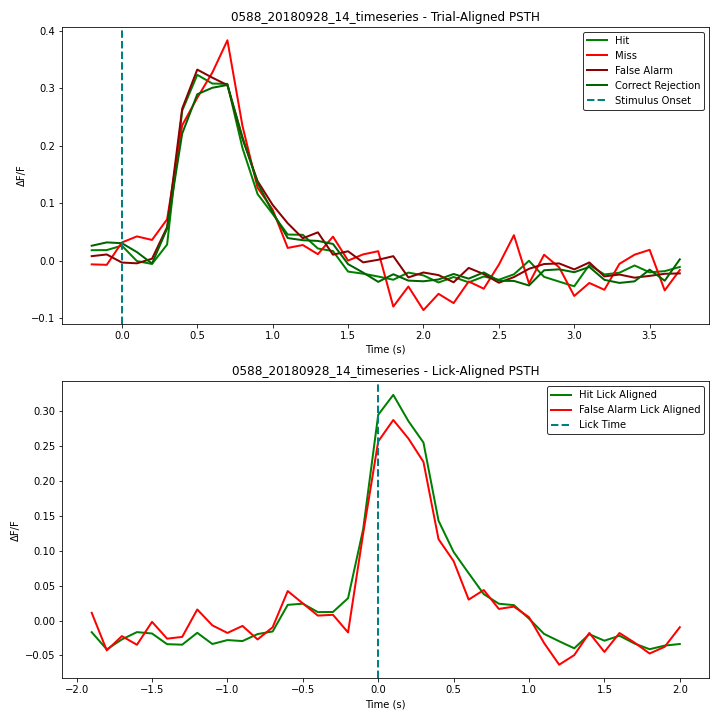 0588_20180928_14_timeseries - Trial-Aligned PSTH
0.4
0.3
0.2
0.1
0.0
−0.1
ΔF/F
Hit
Miss
False Alarm
Correct Rejection
Stimulus Onset
0.0 0.5 1.0 1.5 2.0 2.5 3.0 3.5
Time (s)
0588_20180928_14_timeseries - Lick-Aligned PSTH
0.30
0.25
0.20
0.15
0.10
0.05
0.00
−0.05
ΔF/F
Hit Lick Aligned
False Alarm Lick Aligned
Lick Time
−2.0 −1.5 −1.0 −0.5 0.0 0.5 1.0 1.5 2.0
Time (s)